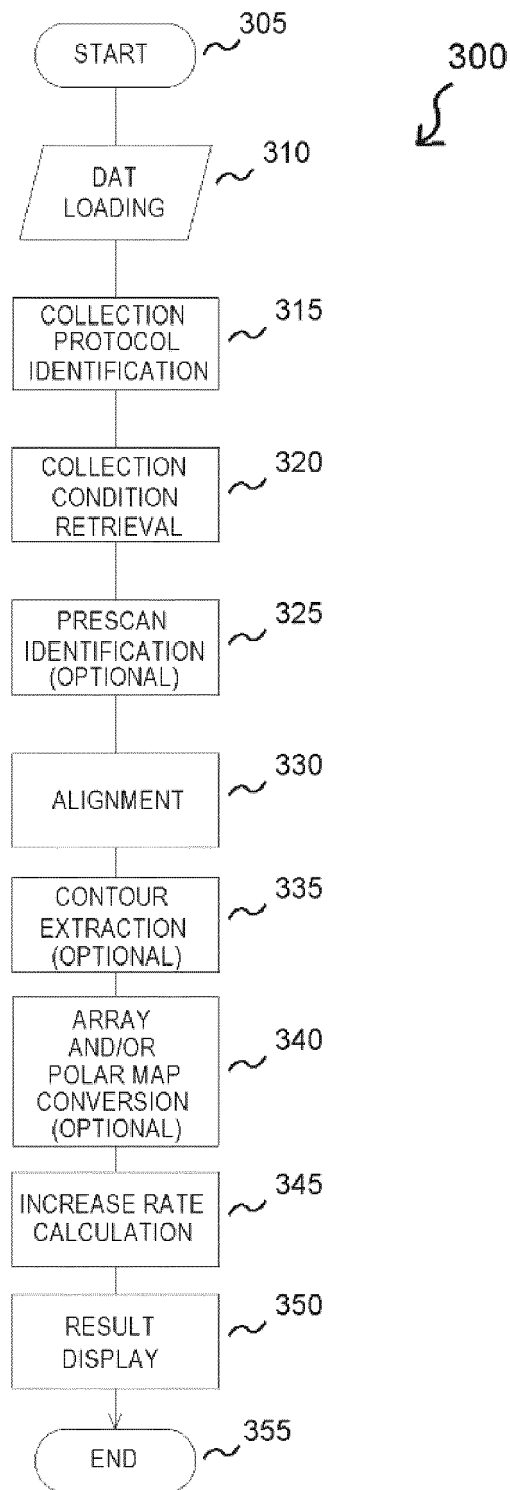 START
305
300
DAT
LOADING
310
COLLECTION
PROTOCOL
IDENTIFICATION
315
COLLECTION
CONDITION
RETRIEVAL
320
PRESCAN
IDENTIFICATION
(OPTIONAL)
325
ALIGNMENT
330
CONTOUR
EXTRACTION
(OPTIONAL)
335
ARRAY
AND/OR
POLAR MAP
CONVERSION
(OPTIONAL)
340
INCREASE RATE
CALCULATION
345
RESULT
DISPLAY
350
END
355